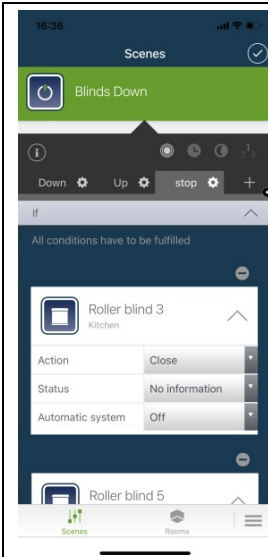 16:36
Scenes
Blinds Down
Down Up stop +
If
All conditions have to be fulfilled
Roller blind 3
Kitchen
Action Close
Status No information
Automatic system Off
Roller blind 5
Scenes Rooms